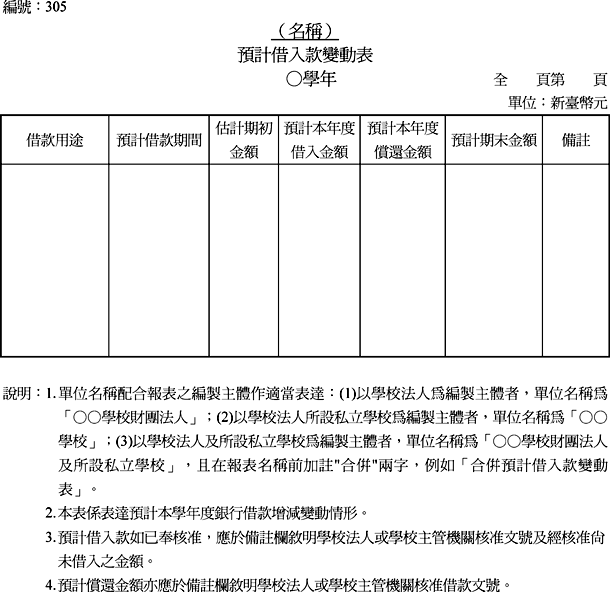 編號：305
（名稱）
預計借入款變動表
○學年
全　　頁第　　頁
單位：新臺幣元
借款用途
預計借款期間
估計期初
金額
預計本年度
借入金額
預計本年度
償還金額
預計期末金額
備註
說明：1.單位名稱配合報表之編製主體作適當表達：(1)以學校法人為編製主體者，單位名稱為
「○○學校財團法人」；(2)以學校法人所設私立學校為編製主體者，單位名稱為「○○
學校」；(3)以學校法人及所設私立學校為編製主體者，單位名稱為「○○學校財團法人
及所設私立學校」，且在報表名稱前加註"合併"兩字，例如「合併預計借入款變動
表」。
2.本表係表達預計本學年度銀行借款增減變動情形。
3.預計借入款如已奉核准，應於備註欄敘明學校法人或學校主管機關核准文號及經核准尚
未借入之金額。
4.預計償還金額亦應於備註欄敘明學校法人或學校主管機關核准借款文號。